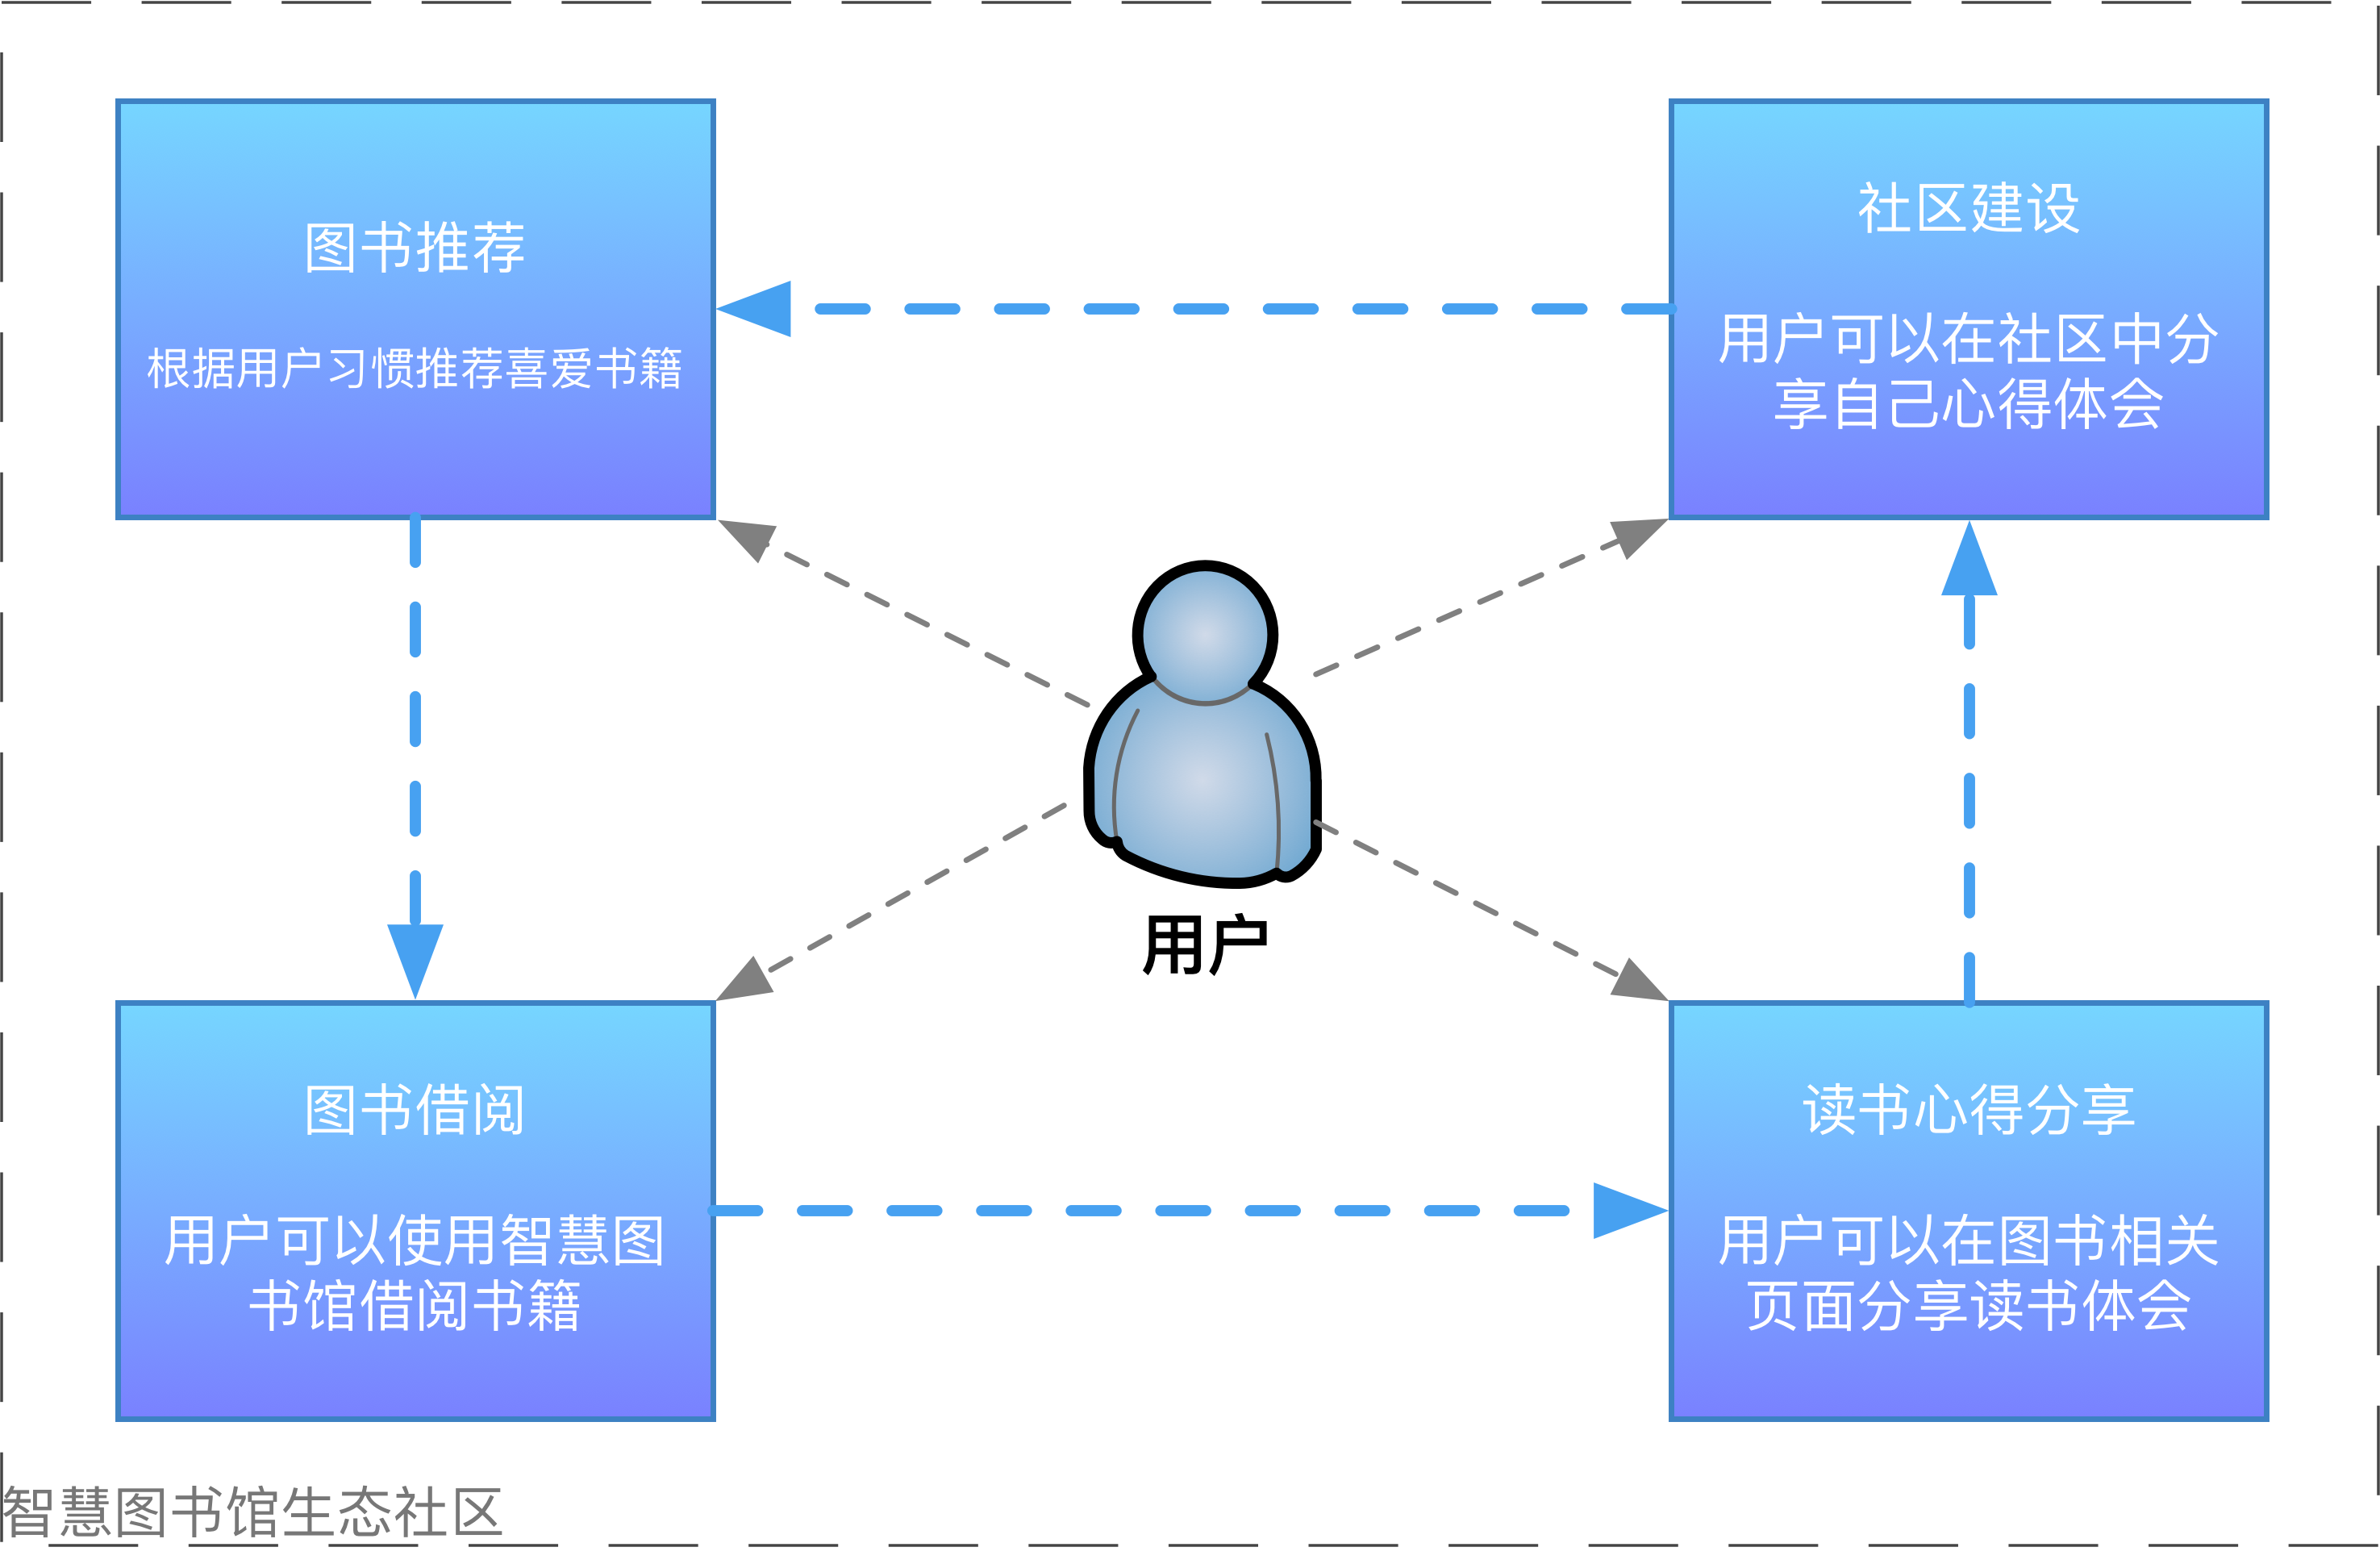 图书推荐
根据用户习惯推荐喜爱书籍
社区建设
用户可以在社区中分
享自己心得体会
用户
图书借阅
用户可以使用智慧图
书馆借阅书籍
读书心得分享
用户可以在图书相关
页面分享读书体会
智慧图书馆生态社区